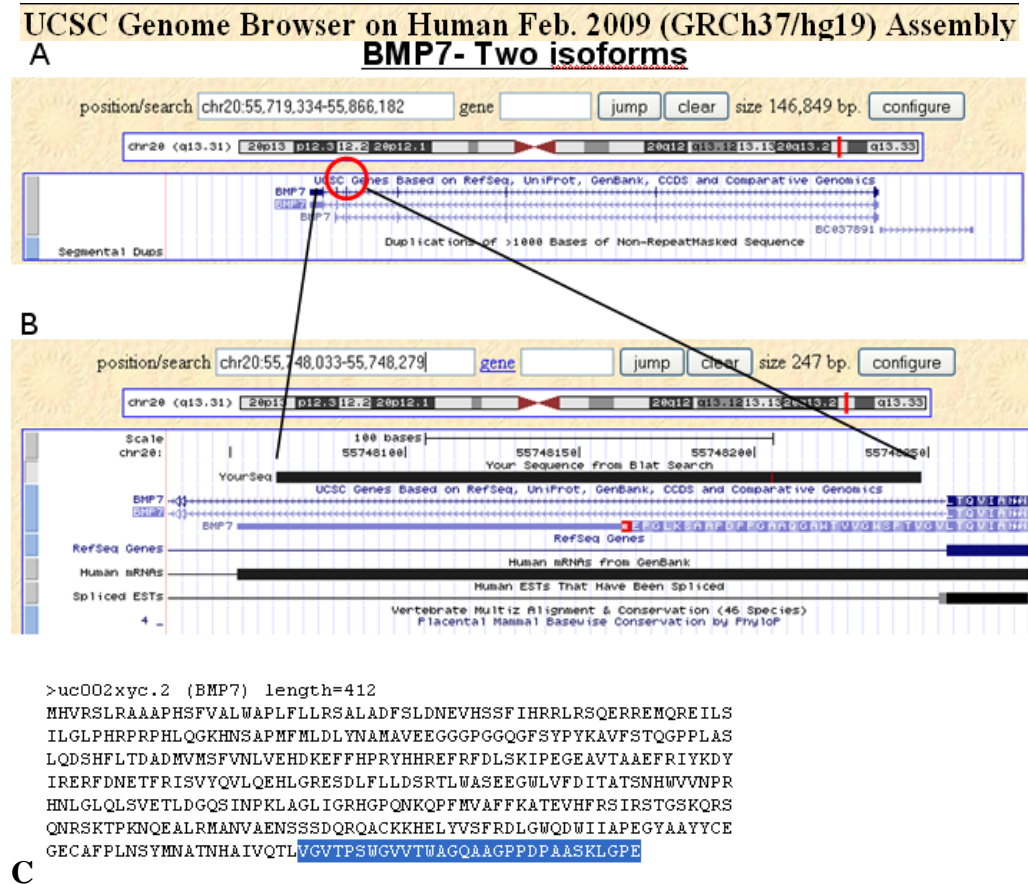 UCSC Genome Browser on Human Feb. 2009 (GRCh37/hg19) Assembly
A
BMP7- Two isoforms
position/search chr20:55,719,334-55,866,182 gene jump clear size 146,849 bp. configure
chr20 (q13.31) 20p13 p12.3 12.2 20p12.1 20q12 q13.12 13.13 20q13.2 q13.33
UCSC Genes Based on RefSeq, UniProt, GenBank, CCDS and Comparative Genomics
BMP7
BMP7
BMP7
BC037891
Duplications of >1000 Bases of Non-RepeatMasked Sequence
Segmental Dups
B
position/search chr20:55,748,033-55,748,279 gene jump clear size 247 bp. configure
chr20 (q13.31) 20p13 p12.3 12.2 20p12.1 20q12 q13.12 13.13 20q13.2 q13.33
Scale 100 bases
chr20: 55748100 55748150 55748200 55748250
Your Sequence from Blat Search
YourSeq
UCSC Genes Based on RefSeq, UniProt, GenBank, CCDS and Comparative Genomics
BMP7 LTQVIANA
BMP7 LTQVIANA
BMP7 EPGLKSAAPDPPGAAQGAWTVVGWSPTVGVLTQVIANA
RefSeq Genes
RefSeq Genes
Human mRNAs from GenBank
Human mRNAs
Human ESTs That Have Been Spliced
Spliced ESTs
Vertebrate Multiz Alignment & Conservation (46 Species)
Placental Mammal Basewise Conservation by PhyloP
4 _
>uc002xyc.2 (BMP7) length=412
MHVRSLRAAAPHSFVALWAPLFLLRSALADFSLDNEVHSSFIHRRLRSQERREMQREILS
ILGLPHRPRPHLQGKHNSAPMFMLDLYNAMAVEEGGGPGGQGFSYPYKAVFSTQGPPLAS
LQDSHFLTDADMVMSFVNLVEHDKEFFHPRYHHREFRFDLSKIPEGEAVTAAEFRIYKDY
IRERFDNETFRISVYQVLQEHLGRESDLFLLDSRTLWASEEGWLVFDITATSNHWVVNPR
HNLGLQLSVETLDGQSINPKLAGLIGRHGPQNKQPFMVAFFKATEVHFRSIRSTGSKQRS
QNRSKTPKNQEALRMANVAENSSSDQRQACKKHELYVSFRDLGWQDWIIAPEGYAAYYCE
GECAFPLNSYMNATNHAIVQTLVGVTPSWGVVTWAGQAAGPPDPAASKLGPE
C